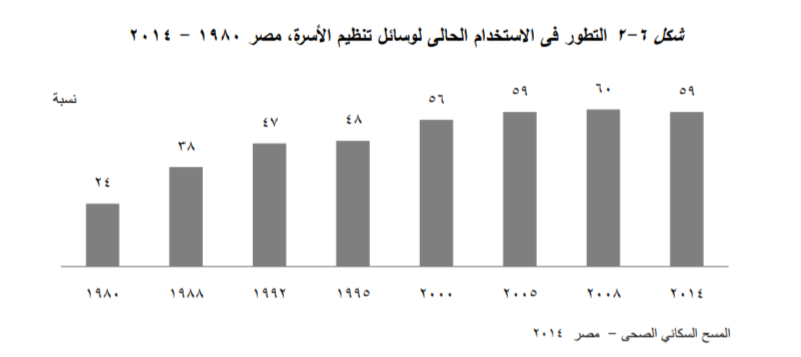 شكل ٦-٢ التطور فى الاستخدام الحالى لوسائل تنظيم الأسرة، مصر ١٩٨٠ - ٢٠١٤
نسبة
٢٤ ٣٨ ٤٧ ٤٨ ٥٦ ٥٩ ٦٠ ٥٩
١٩٨٠ ١٩٨٨ ١٩٩٢ ١٩٩٥ ٢٠٠٠ ٢٠٠٥ ٢٠٠٨ ٢٠١٤
المسح السكاني الصحى – مصر ٢٠١٤